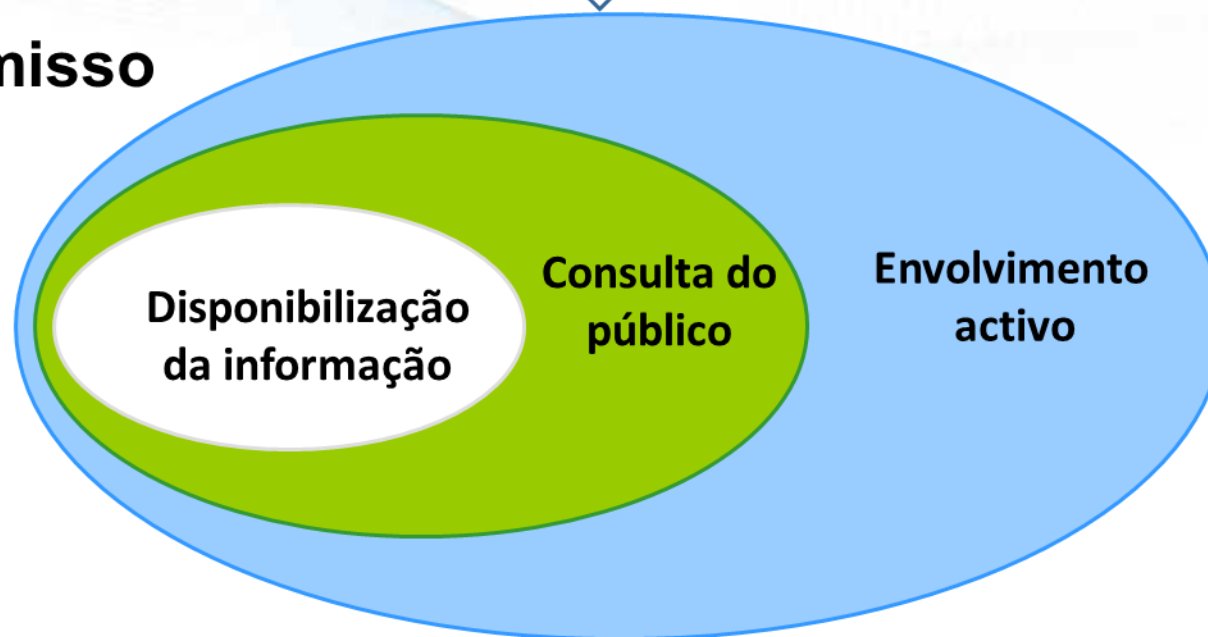 misso
Disponibilização
da informação
Consulta do
público
Envolvimento
activo